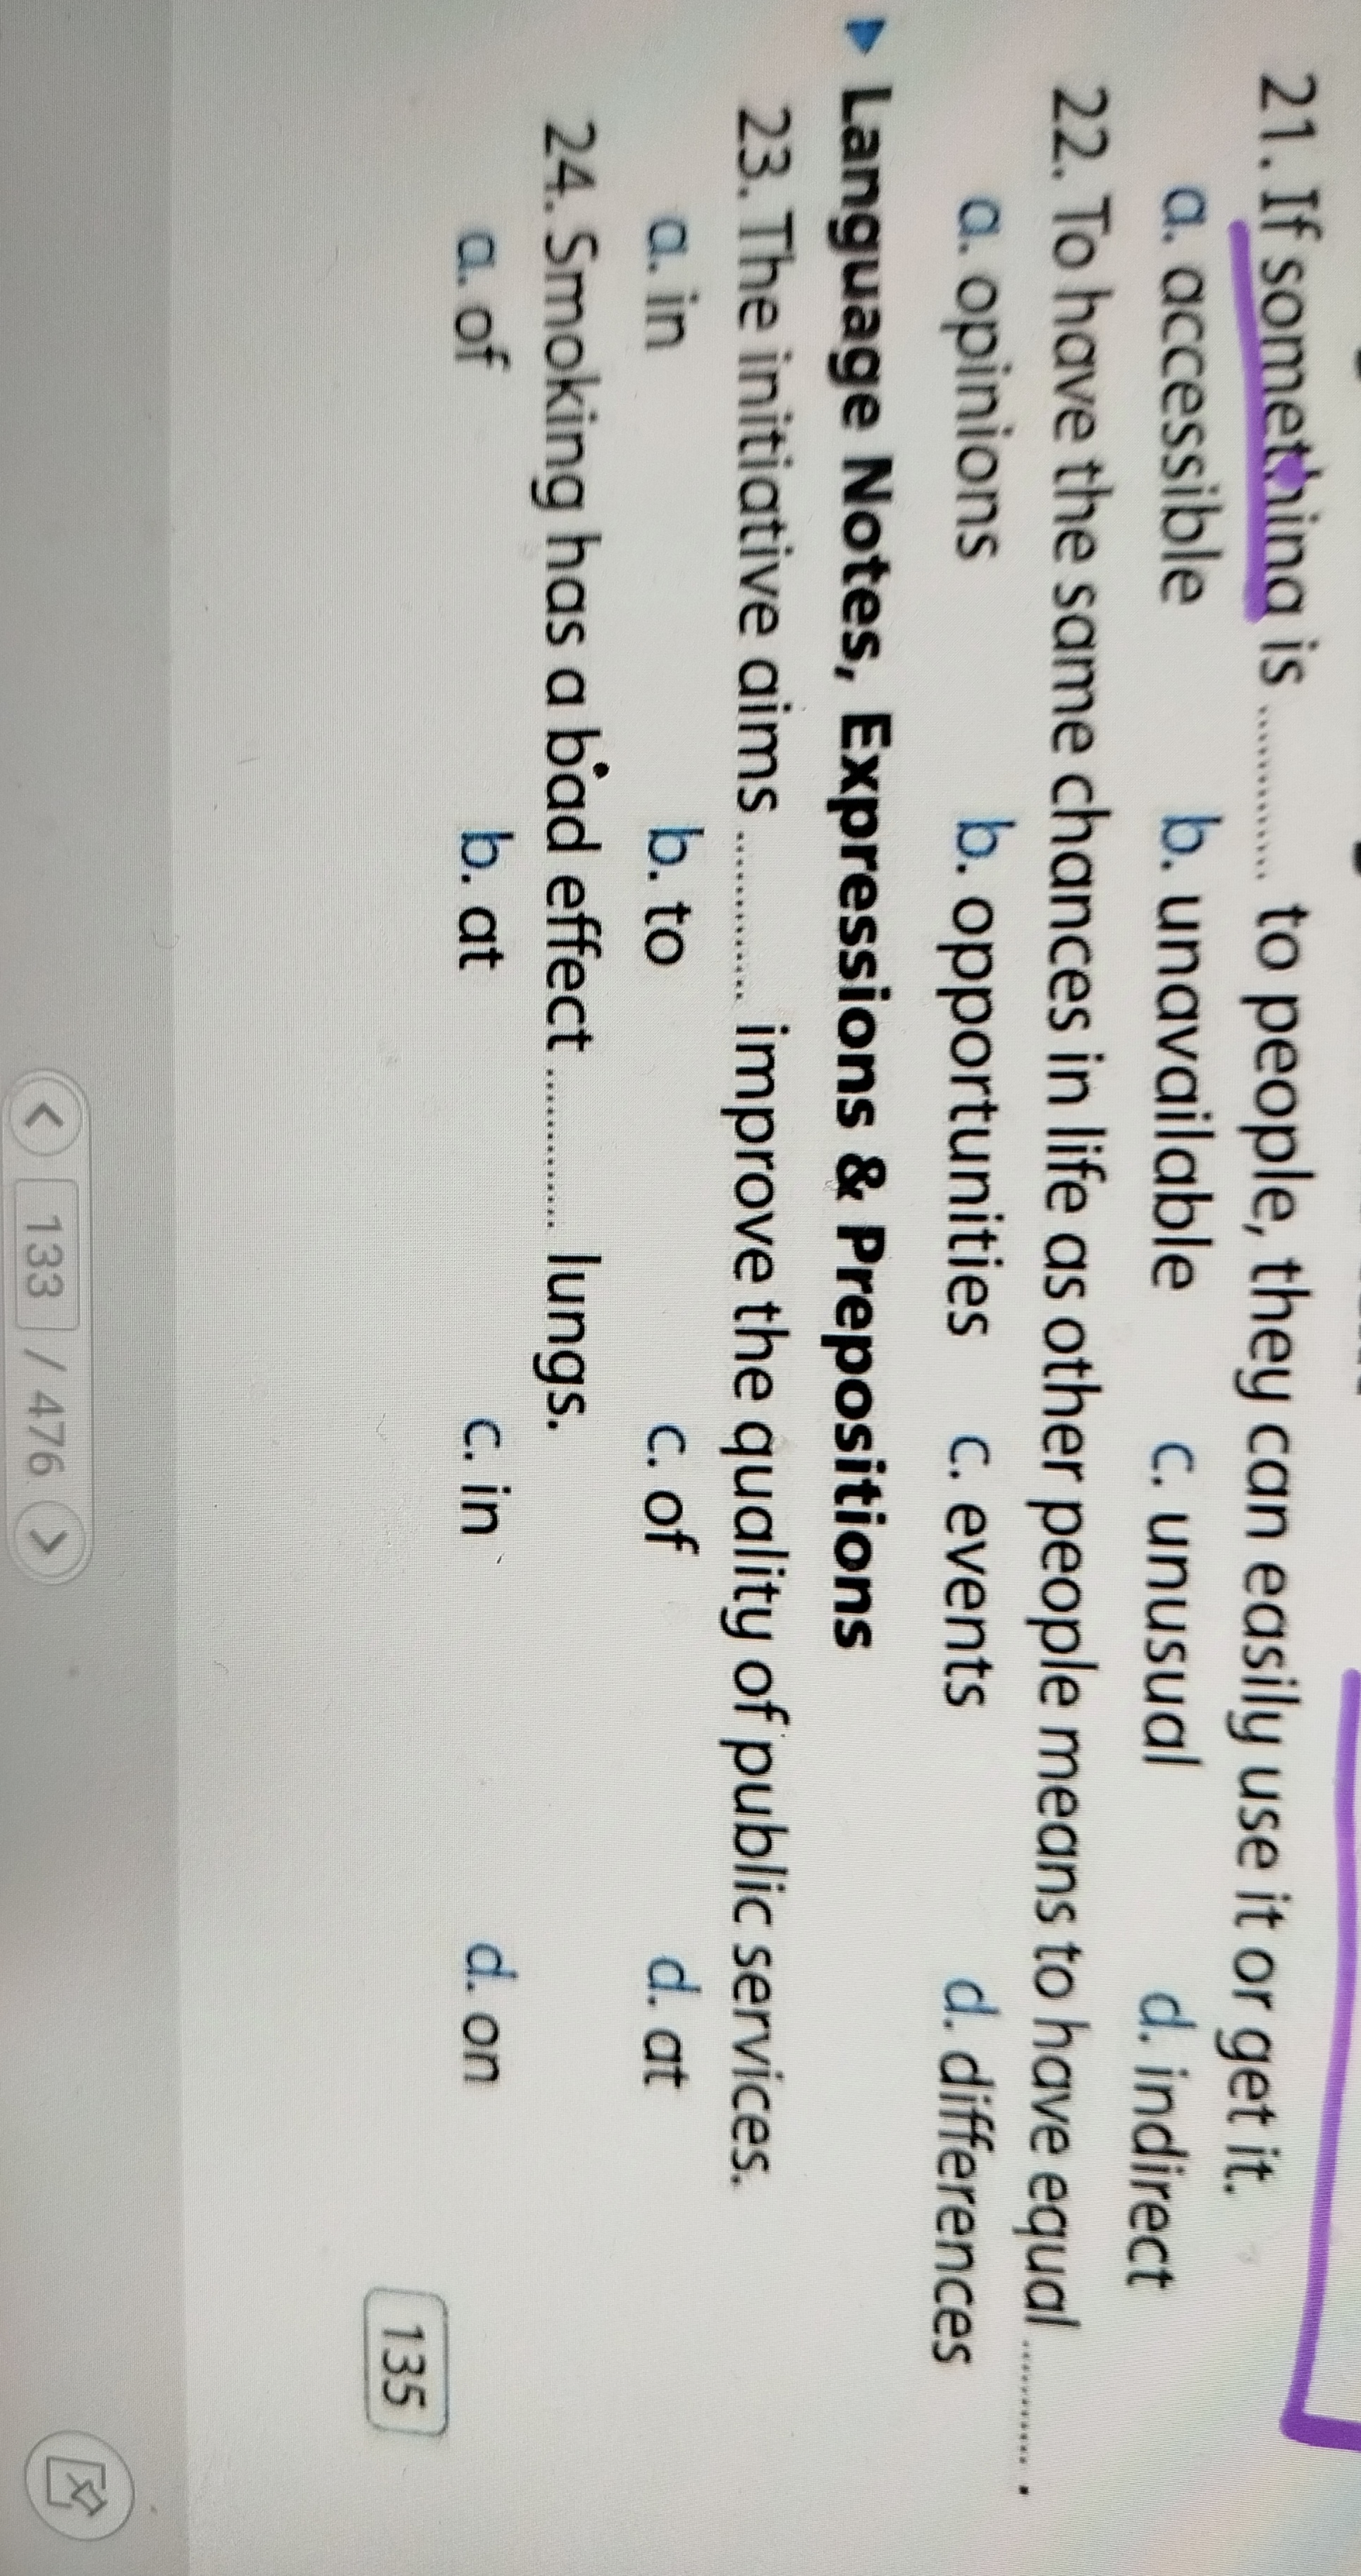 21. If something is ............ to people, they can easily use it or get it.
a. accessible b. unavailable c. unusual d. indirect
22. To have the same chances in life as other people means to have equal ............ .
a. opinions b. opportunities c. events d. differences
Language Notes, Expressions & Prepositions
23. The initiative aims ............ improve the quality of public services.
a. in b. to c. of d. at
24. Smoking has a bad effect ............ lungs.
a. of b. at c. in d. on
135
133 / 476